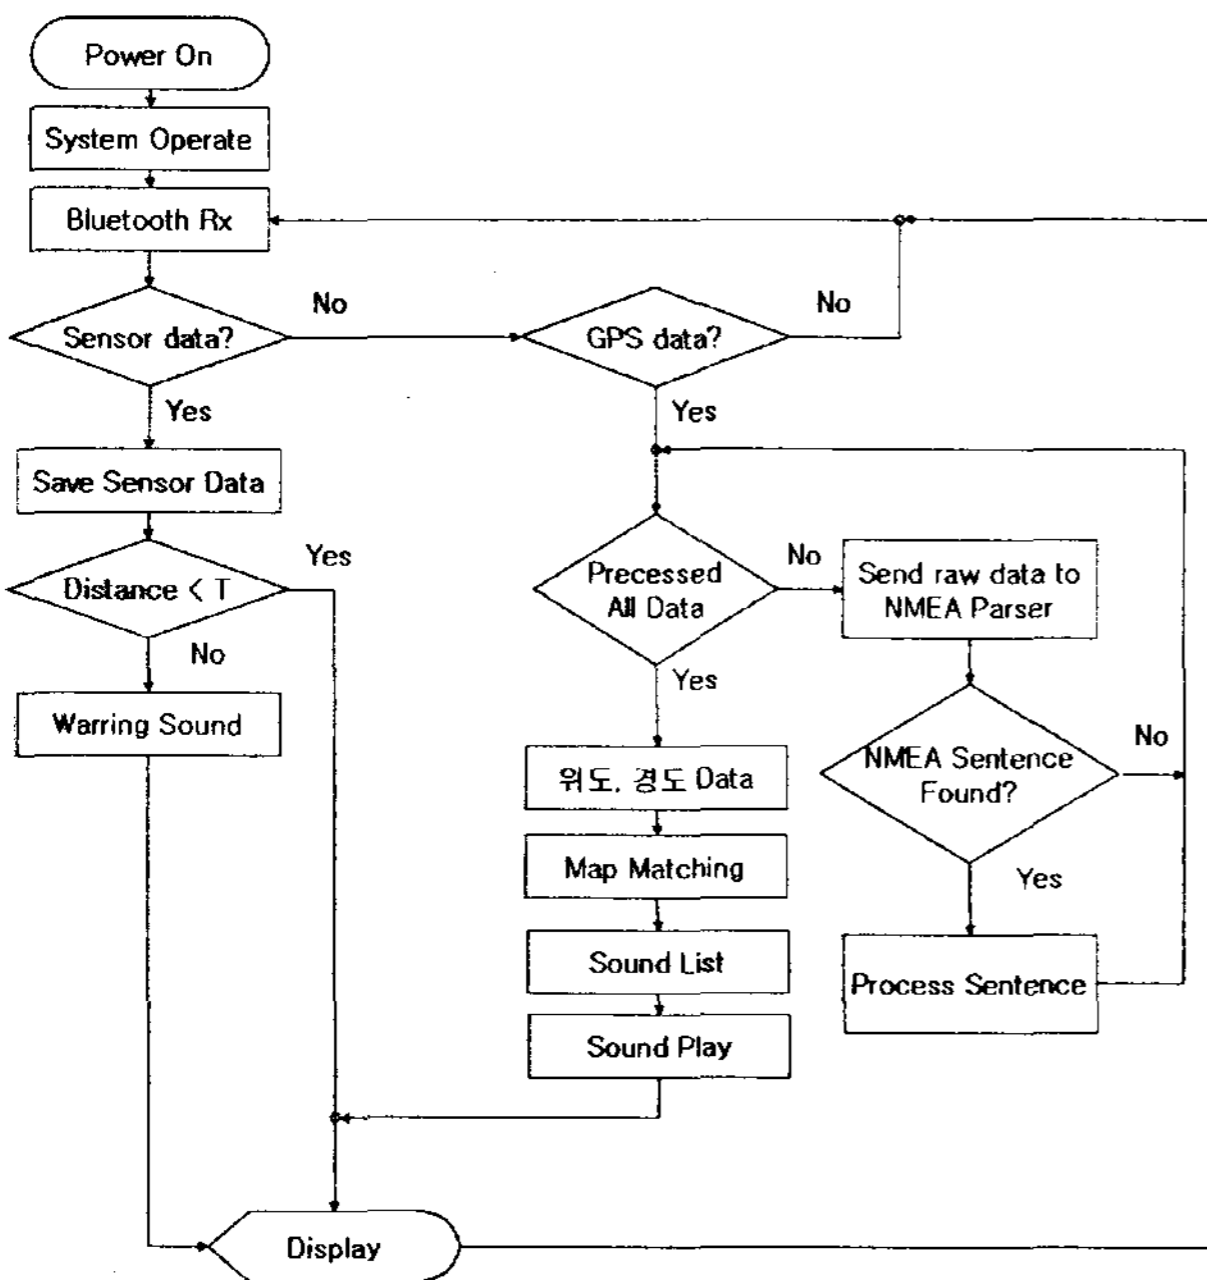 Power On
System Operate
Bluetooth Rx
Sensor data?
No
GPS data?
No
Yes
Yes
Save Sensor Data
Distance < T
Yes
No
Warring Sound
Precessed
All Data
No
Send raw data to
NMEA Parser
Yes
NMEA Sentence
Found?
No
Yes
Process Sentence
위도, 경도 Data
Map Matching
Sound List
Sound Play
Display